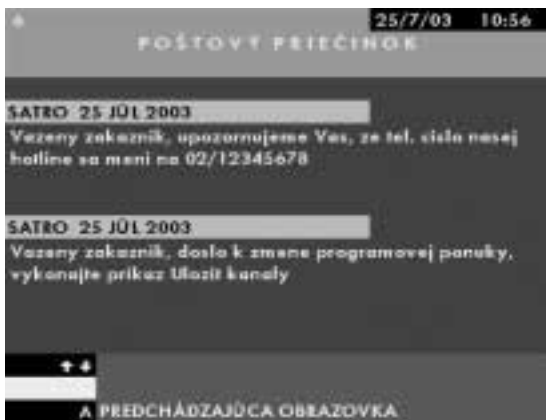 25/7/03 10:56
POŠTOVÝ PRIEČINOK
SATRO 25 JÚL 2003
Vazeny zakaznik, upozornujeme Vas, ze tel. cislo nasej
hotline sa meni na 02/12345678
SATRO 25 JÚL 2003
Vazeny zakaznik, doslo k zmene programovej ponuky,
vykonajte prikaz Ulozit kanaly
A PREDCHÁDZAJÚCA OBRAZOVKA